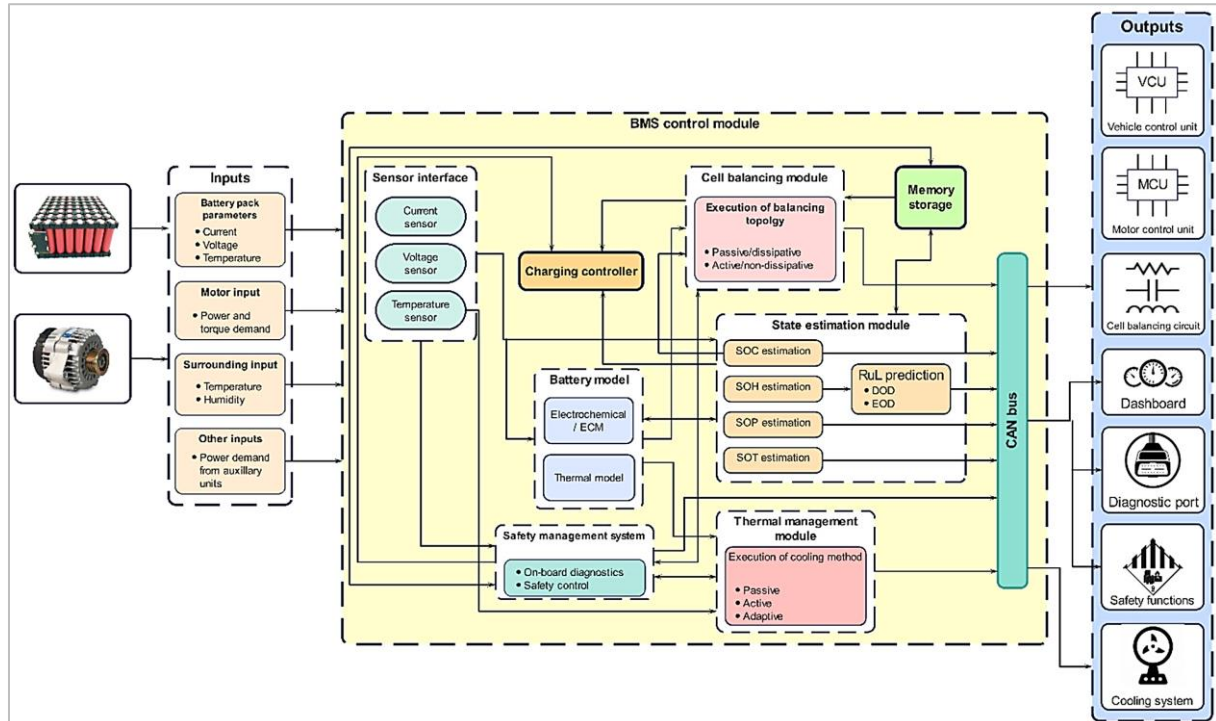 Inputs
Battery pack
parameters
• Current
• Voltage
• Temperature
Motor input
• Power and
torque demand
Surrounding input
• Temperature
• Humidity
Other inputs
• Power demand
from auxillary
units
BMS control module
Sensor interface
Current
sensor
Voltage
sensor
Temperature
sensor
Charging controller
Cell balancing module
Execution of balancing
topolgy
• Passive/dissipative
• Active/non-dissipative
Memory
storage
State estimation module
SOC estimation
SOH estimation
SOP estimation
SOT estimation
RuL prediction
• DOD
• EOD
Battery model
Electrochemical
/ ECM
Thermal model
Safety management system
• On-board diagnostics
• Safety control
Thermal management
module
Execution of cooling method
• Passive
• Active
• Adaptive
CAN bus
Outputs
VCU
Vehicle control unit
MCU
Motor control unit
Cell balancing circuit
Dashboard
Diagnostic port
Safety functions
Cooling system